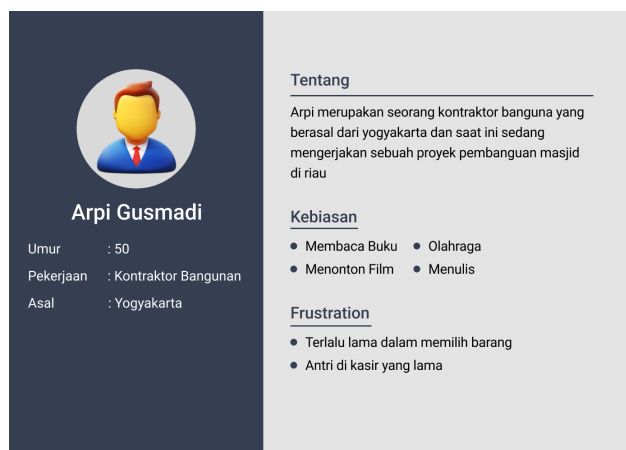 Arpi Gusmadi
Umur : 50
Pekerjaan : Kontraktor Bangunan
Asal : Yogyakarta
Tentang
Arpi merupakan seorang kontraktor banguna yang
berasal dari yogyakarta dan saat ini sedang
mengerjakan sebuah proyek pembanguan masjid
di riau
Kebiasan
Membaca Buku
Olahraga
Menonton Film
Menulis
Frustration
Terlalu lama dalam memilih barang
Antri di kasir yang lama